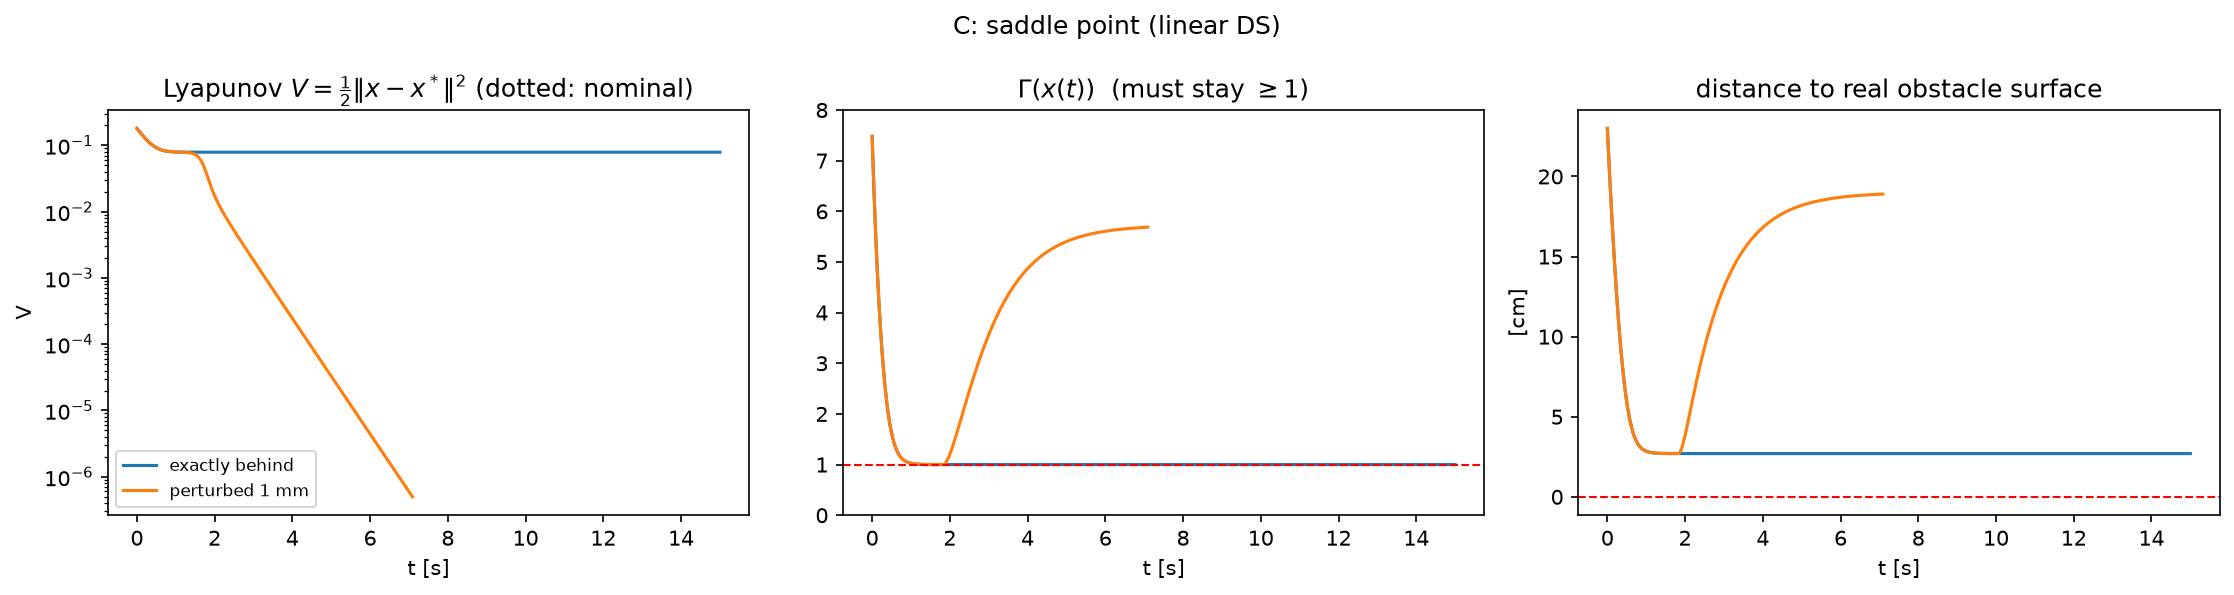 C: saddle point (linear DS)
Lyapunov V = ½‖x − x*‖² (dotted: nominal)
10⁻¹
10⁻²
10⁻³
10⁻⁴
10⁻⁵
10⁻⁶
V
exactly behind
perturbed 1 mm
0 2 4 6 8 10 12 14
t [s]
Γ(x(t)) (must stay ≥ 1)
8
7
6
5
4
3
2
1
0
0 2 4 6 8 10 12 14
t [s]
distance to real obstacle surface
20
15
10
5
0
[cm]
0 2 4 6 8 10 12 14
t [s]